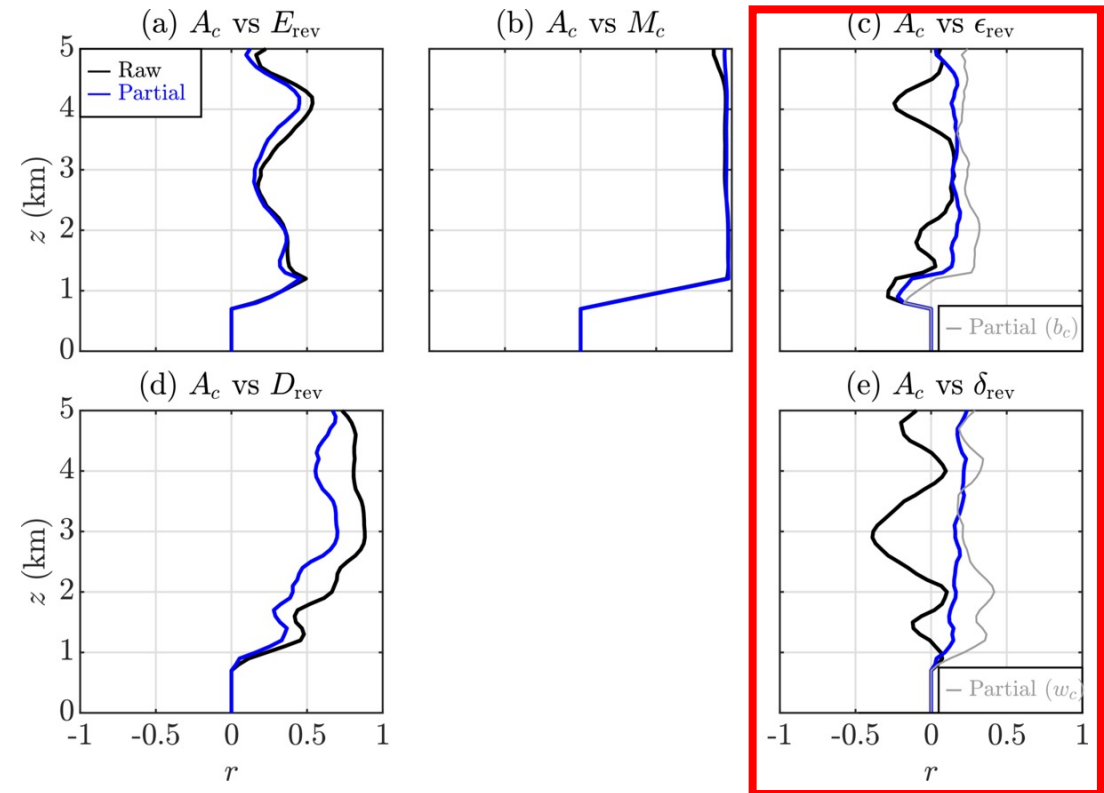 (a) A_c vs E_rev
(b) A_c vs M_c
(c) A_c vs ϵ_rev
5
4
3
2
1
0
z (km)
Raw
Partial
Partial (b_c)
(d) A_c vs D_rev
(e) A_c vs δ_rev
5
4
3
2
1
0
z (km)
Partial (w_c)
-1 -0.5 0 0.5 1
-1 -0.5 0 0.5 1
r
r